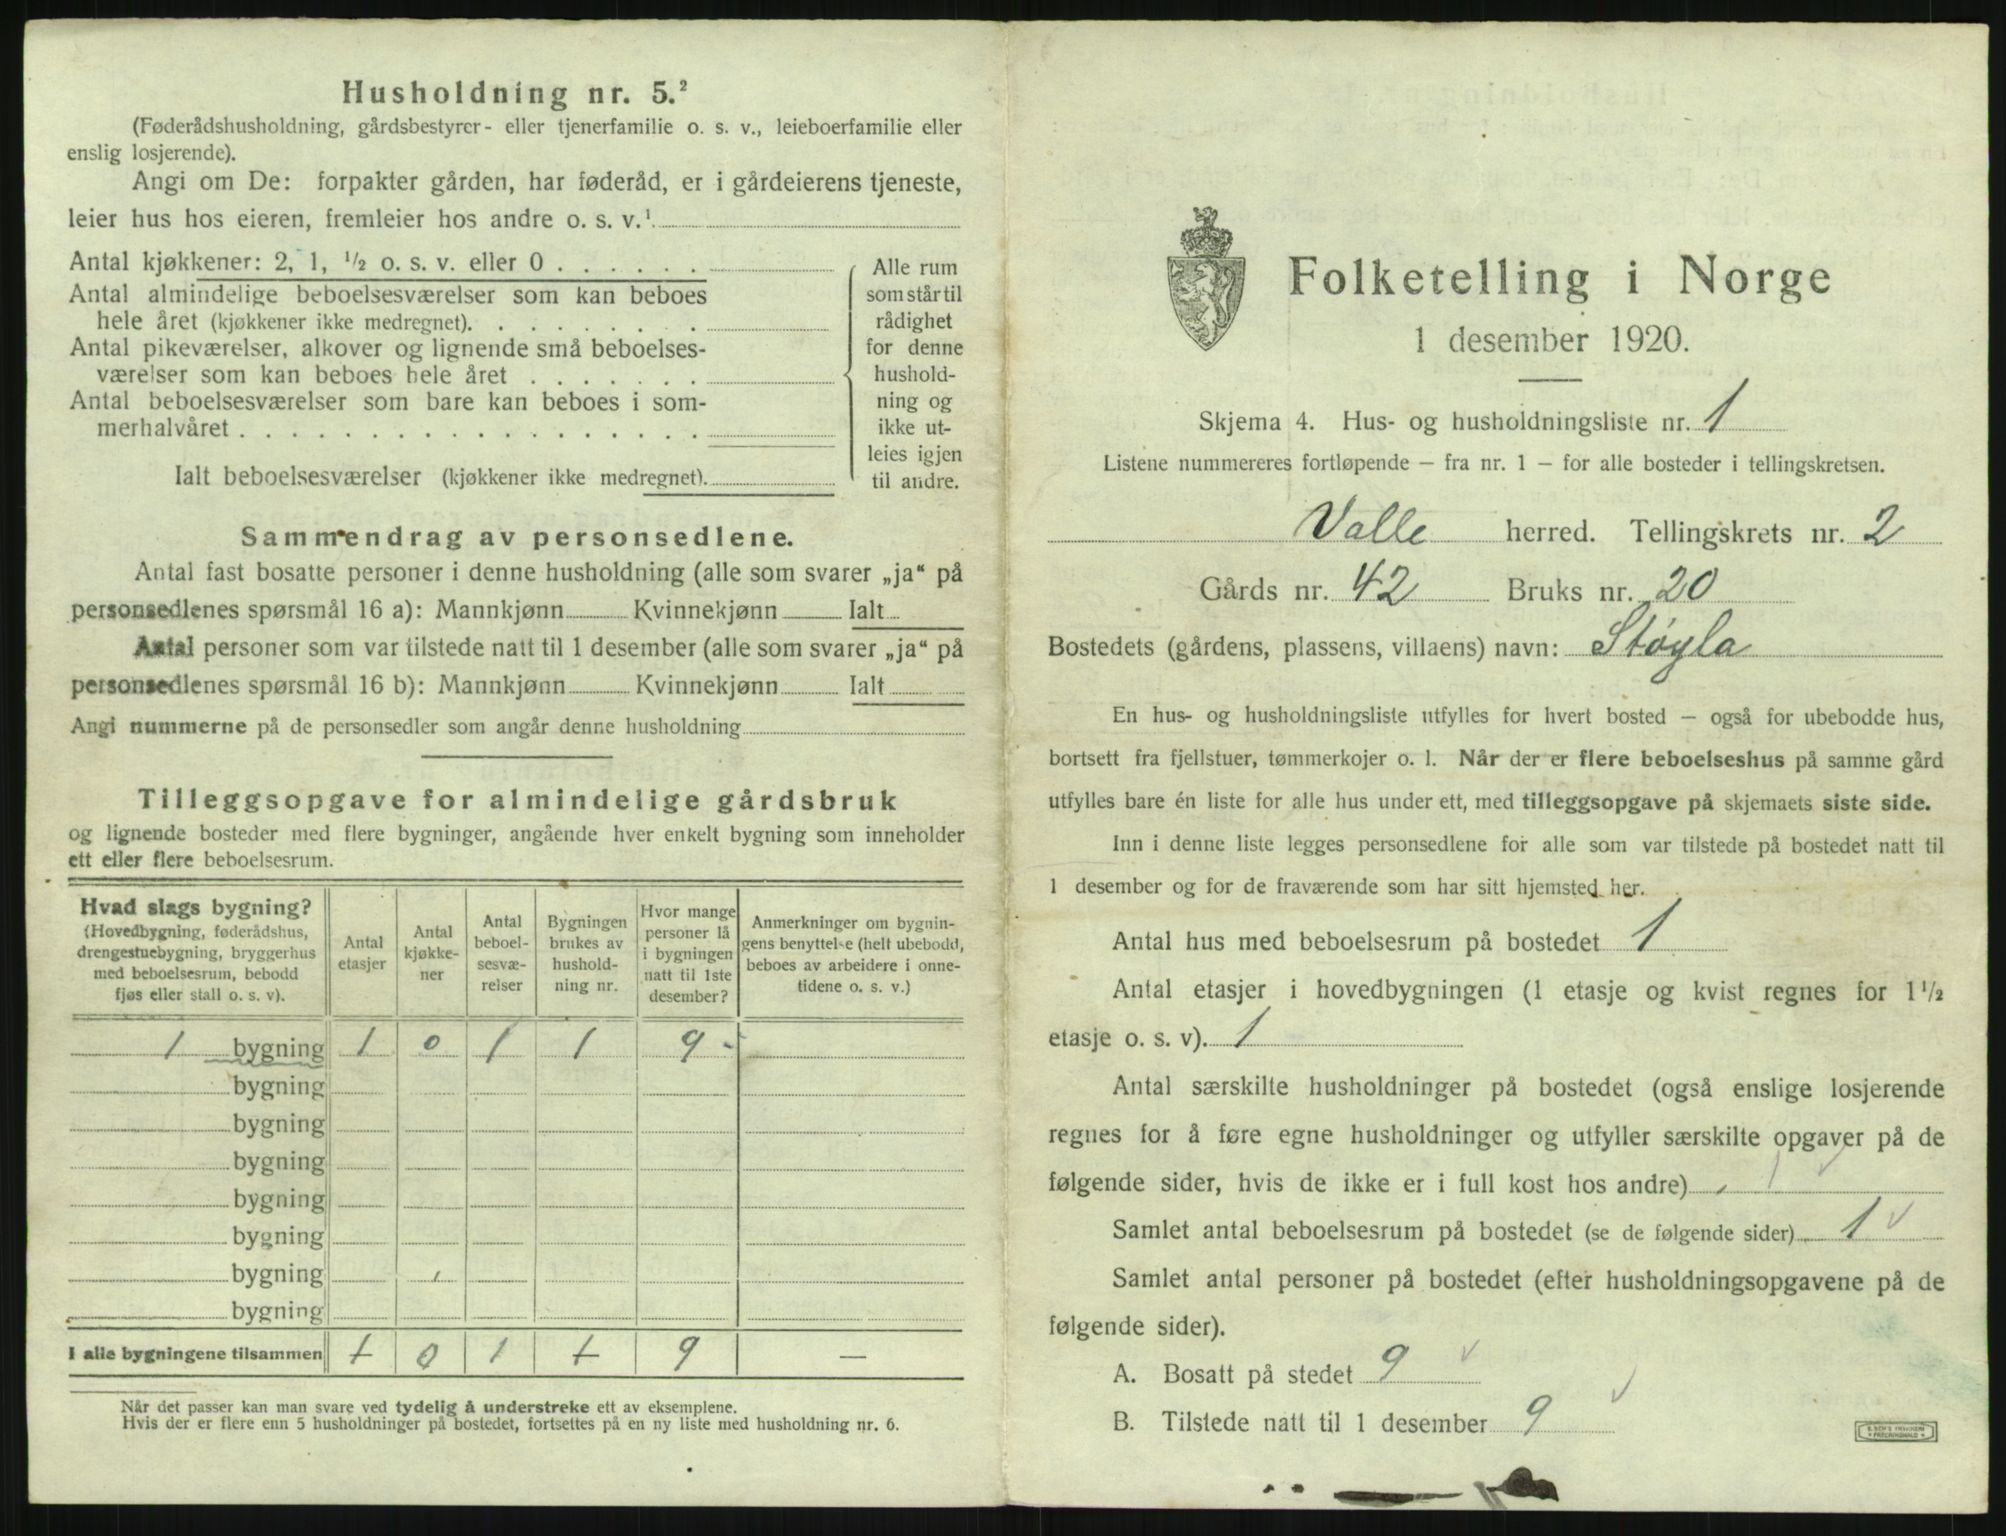 Husholdning nr. 5.²
(Føderådshusholdning, gårdsbestyrer- eller tjenerfamilie o. s. v., leieboerfamilie eller
enslig losjerende).
Angi om De: forpakter gården, har føderåd, er i gårdeierens tjeneste,
leier hus hos eieren, fremleier hos andre o. s. v.¹
Antal kjøkkener: 2, 1, ½ o. s. v. eller 0 . . . . . .
Antal almindelige beboelsesværelser som kan beboes
hele året (kjøkkener ikke medregnet). . . . . . . . .
Antal pikeværelser, alkover og lignende små beboelses-
værelser som kan beboes hele året . . . . . . .
Antal beboelsesværelser som bare kan beboes i som-
merhalvåret . . . . . . . . . . . . . . . . . .
Ialt beboelsesværelser (kjøkkener ikke medregnet).
Alle rum
som står til
rådighet
for denne
hushold-
ning og
ikke ut-
leies igjen
til andre.
Sammendrag av personsedlene.
Antal fast bosatte personer i denne husholdning (alle som svarer „ja“ på
personsedlenes spørsmål 16 a): Mannkjønn Kvinnekjønn Ialt
Antal personer som var tilstede natt til 1 desember (alle som svarer „ja“ på
personsedlenes spørsmål 16 b): Mannkjønn Kvinnekjønn Ialt
Angi nummerne på de personsedler som angår denne husholdning
Tilleggsopgave for almindelige gårdsbruk
og lignende bosteder med flere bygninger, angående hver enkelt bygning som inneholder
ett eller flere beboelsesrum.
Hvad slags bygning?
(Hovedbygning, føderådshus,
drengestuebygning, bryggerhus
med beboelsesrum, bebodd
fjøs eller stall o. s. v).
Antal
etasjer
Antal
kjøkke-
ner
Antal
beboel-
sesvæ-
relser
Bygningen
brukes av
hushold-
ning nr.
Hvor mange
personer lå
i bygningen
natt til 1ste
desember?
Anmerkninger om bygnin-
gens benyttelse (helt ubebodd,
beboes av arbeidere i onne-
tidene o. s. v.)
1 bygning 1 0 1 1 9
bygning
bygning
bygning
bygning
bygning
bygning
bygning
I alle bygningene tilsammen 1 0 1 1 9 —
Når det passer kan man svare ved tydelig å understreke ett av eksemplene.
Hvis der er flere enn 5 husholdninger på bostedet, fortsettes på en ny liste med husholdning nr. 6.
Folketelling i Norge
1 desember 1920.
Skjema 4. Hus- og husholdningsliste nr. 1
Listene nummereres fortløpende – fra nr. 1 – for alle bosteder i tellingskretsen.
Valle herred. Tellingskrets nr. 2
Gårds nr. 42 Bruks nr. 20
Bostedets (gårdens, plassens, villaens) navn: Støyla
En hus- og husholdningsliste utfylles for hvert bosted – også for ubebodde hus,
bortsett fra fjellstuer, tømmerkojer o. l. Når der er flere beboelseshus på samme gård
utfylles bare én liste for alle hus under ett, med tilleggsopgave på skjemaets siste side.
Inn i denne liste legges personsedlene for alle som var tilstede på bostedet natt til
1 desember og for de fraværende som har sitt hjemsted her.
Antal hus med beboelsesrum på bostedet 1
Antal etasjer i hovedbygningen (1 etasje og kvist regnes for 1½
etasje o. s. v). 1
Antal særskilte husholdninger på bostedet (også enslige losjerende
regnes for å føre egne husholdninger og utfyller særskilte opgaver på de
følgende sider, hvis de ikke er i full kost hos andre) 1
Samlet antal beboelsesrum på bostedet (se de følgende sider) 1
Samlet antal personer på bostedet (efter husholdningsopgavene på de
følgende sider).
A. Bosatt på stedet 9
B. Tilstede natt til 1 desember 9